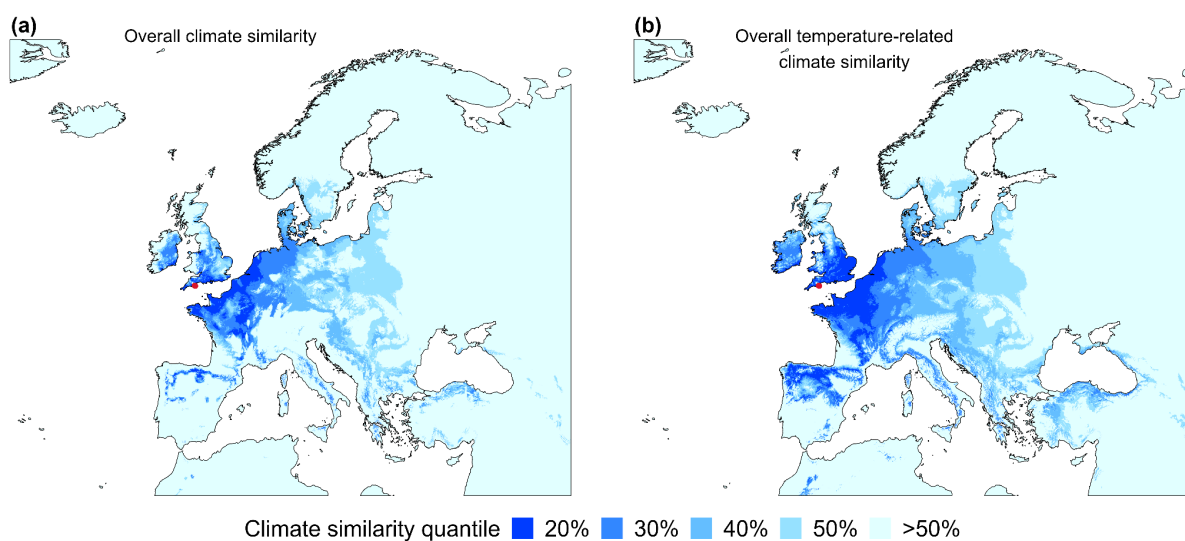 (a)
Overall climate similarity
(b)
Overall temperature-related
climate similarity
Climate similarity quantile 20% 30% 40% 50% >50%